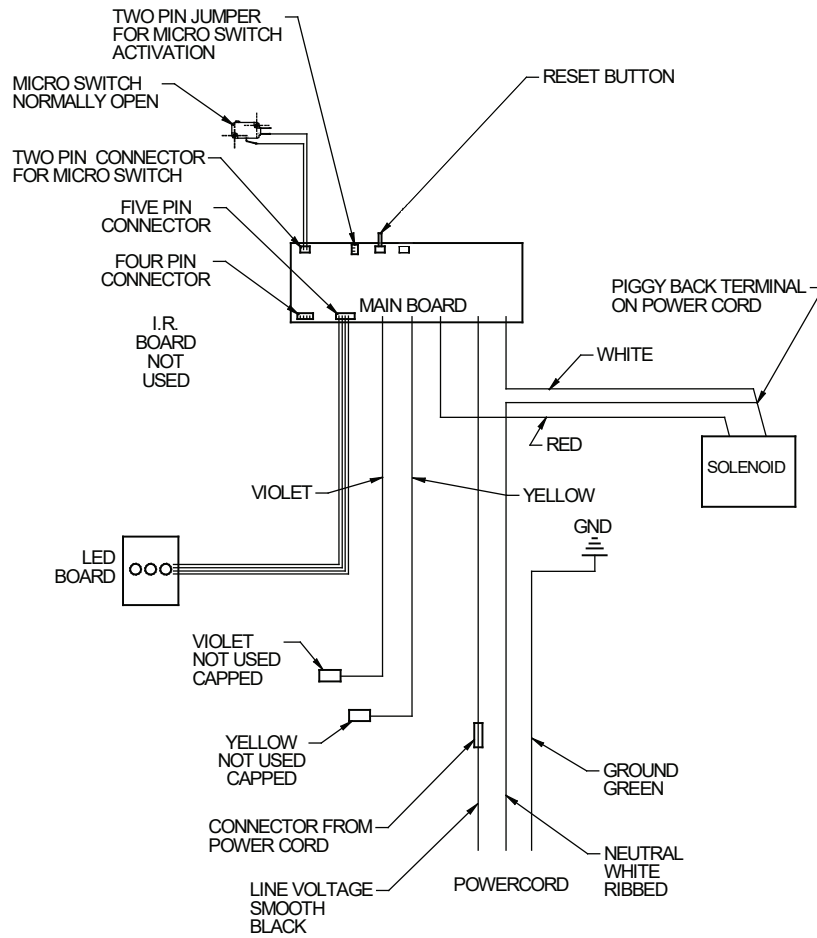 TWO PIN JUMPER
FOR MICRO SWITCH
ACTIVATION
MICRO SWITCH
NORMALLY OPEN
RESET BUTTON
TWO PIN CONNECTOR
FOR MICRO SWITCH
FIVE PIN
CONNECTOR
FOUR PIN
CONNECTOR
MAIN BOARD
PIGGY BACK TERMINAL
ON POWER CORD
I.R.
BOARD
NOT
USED
WHITE
RED
SOLENOID
VIOLET
YELLOW
GND
LED
BOARD
VIOLET
NOT USED
CAPPED
YELLOW
NOT USED
CAPPED
GROUND
GREEN
CONNECTOR FROM
POWER CORD
NEUTRAL
WHITE
RIBBED
LINE VOLTAGE
SMOOTH
BLACK
POWERCORD